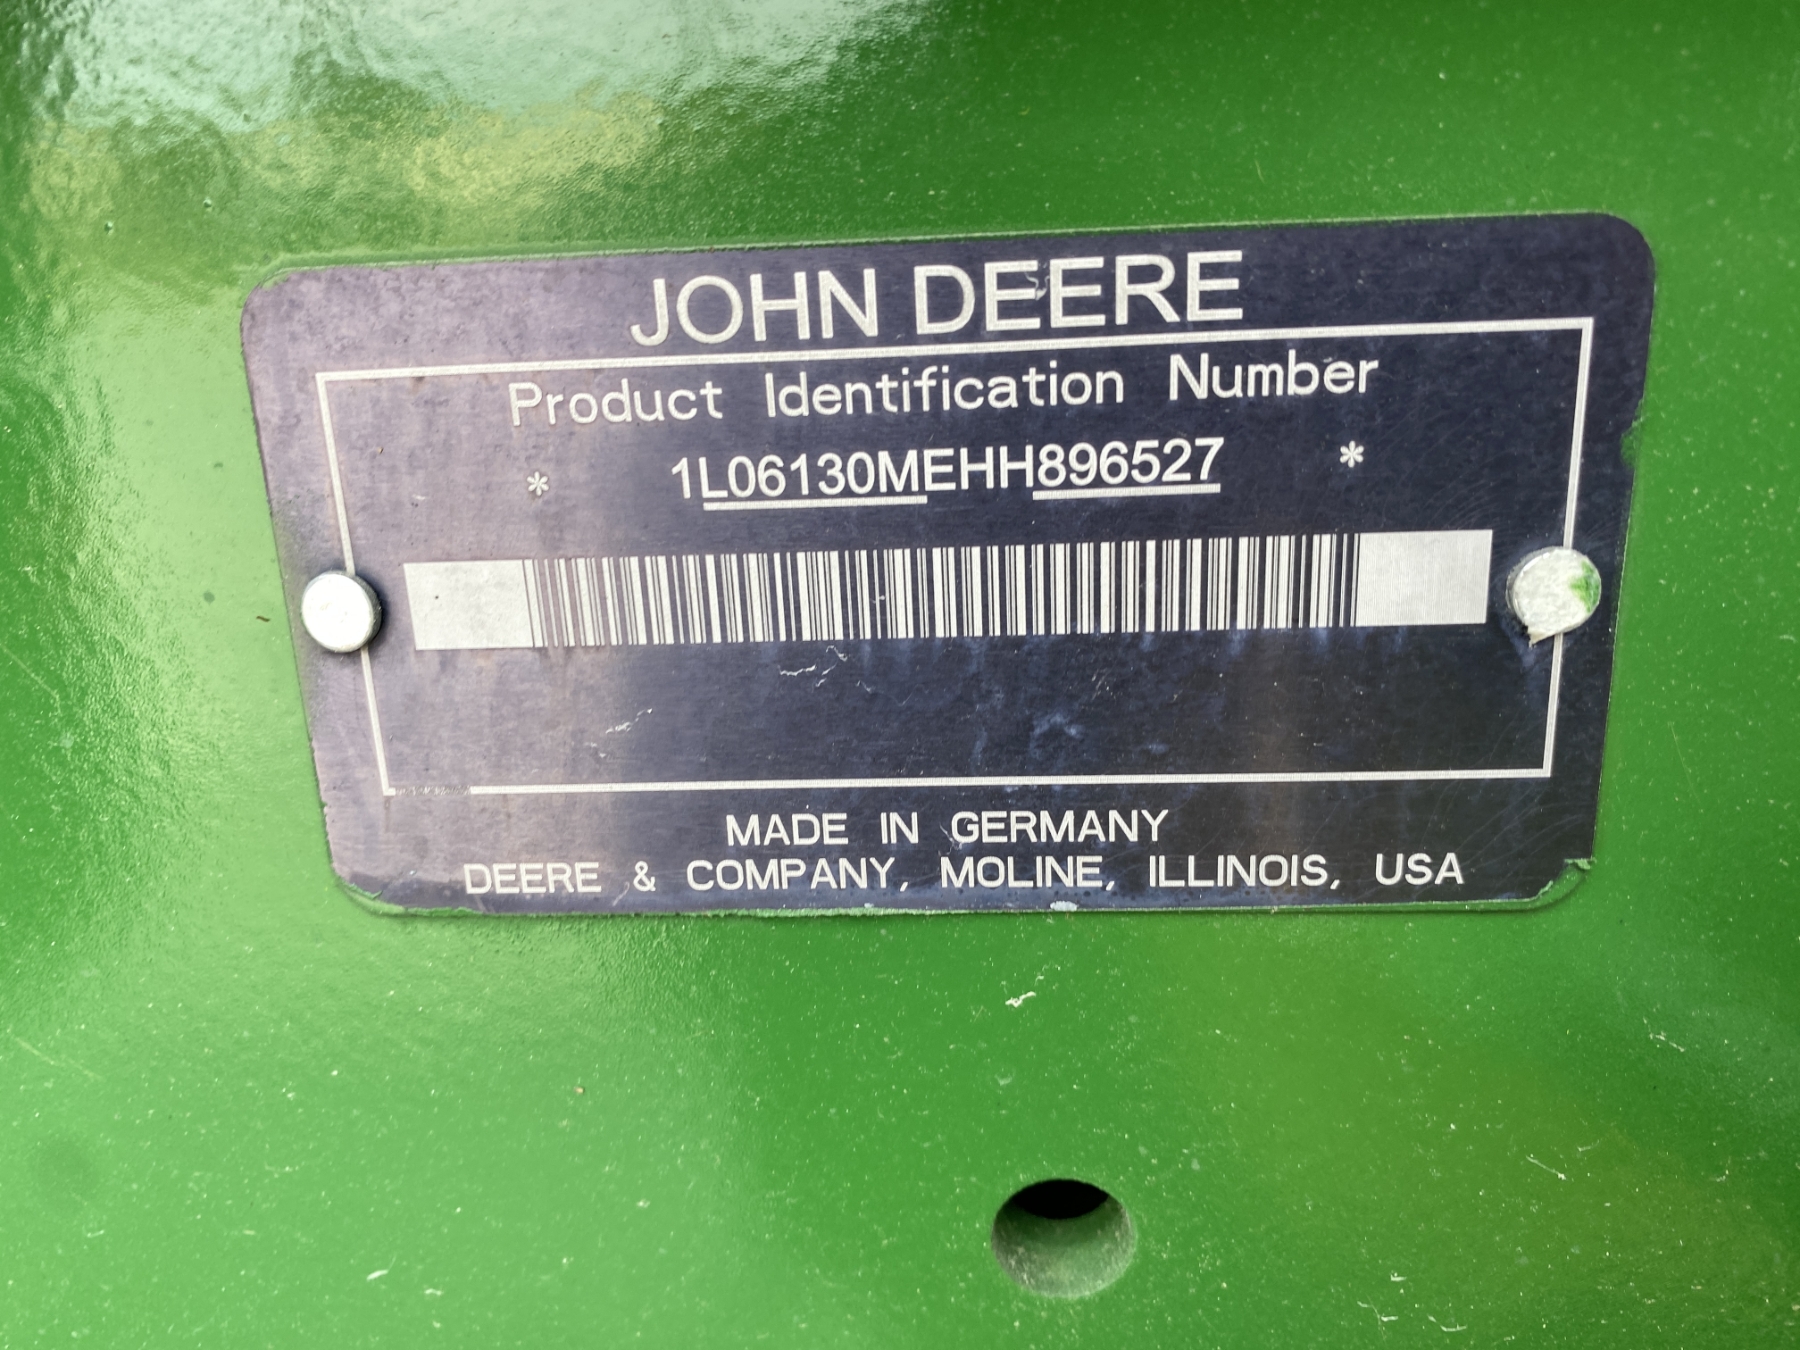 JOHN DEERE
Product Identification Number
* 1L06130MEHH896527 *
MADE IN GERMANY
DEERE & COMPANY, MOLINE, ILLINOIS, USA